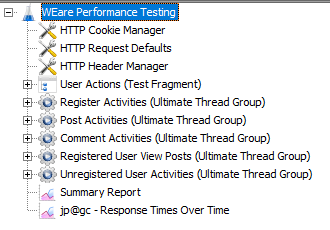 WEare Performance Testing
HTTP Cookie Manager
HTTP Request Defaults
HTTP Header Manager
User Actions (Test Fragment)
Register Activities (Ultimate Thread Group)
Post Activities (Ultimate Thread Group)
Comment Activities (Ultimate Thread Group)
Registered User View Posts (Ultimate Thread Group)
Unregistered User Activities (Ultimate Thread Group)
Summary Report
jp@gc - Response Times Over Time